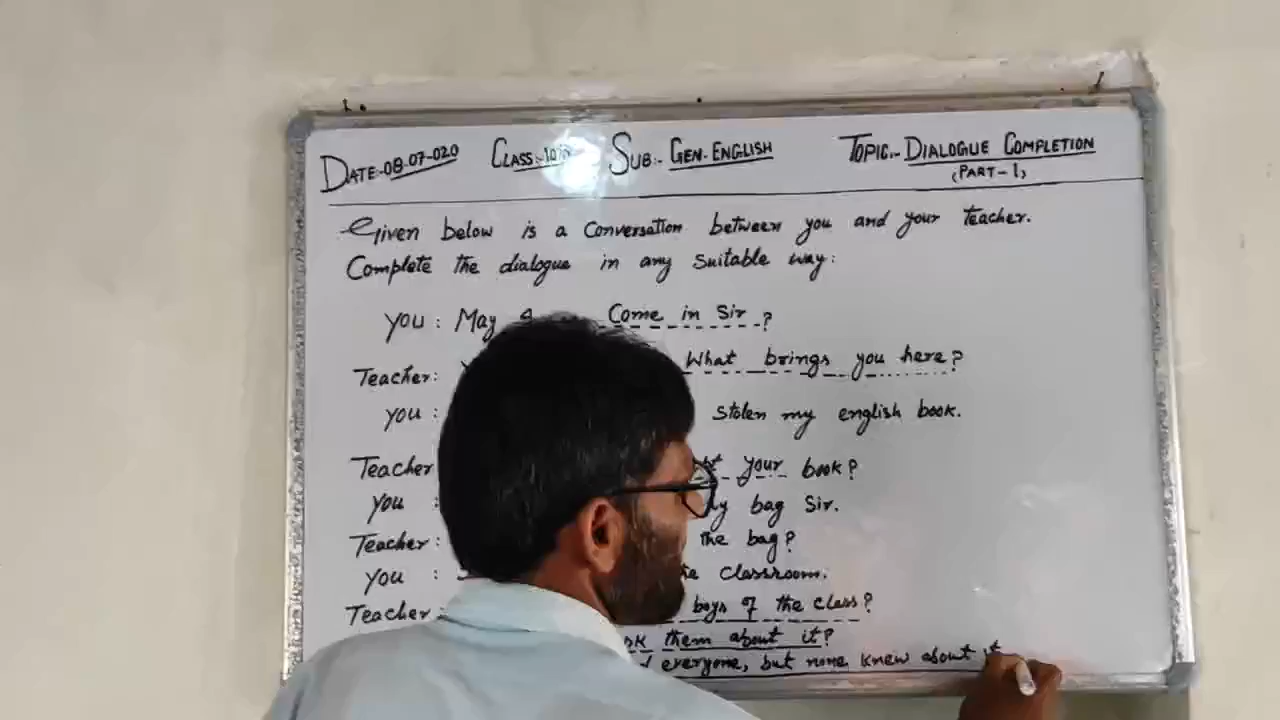 DATE:-08-07-020 CLASS:-10th SUB:- GEN. ENGLISH TOPIC:- DIALOGUE COMPLETION
(PART-1)
Given below is a conversation between you and your teacher.
Complete the dialogue in any suitable way:
you : May I Come in Sir ?
Teacher: What brings you here?
you : stolen my english book.
Teacher your book?
you : bag Sir.
Teacher: the bag?
you : classroom.
Teacher boys of the class?
them about it?
everyone, but none knew about it